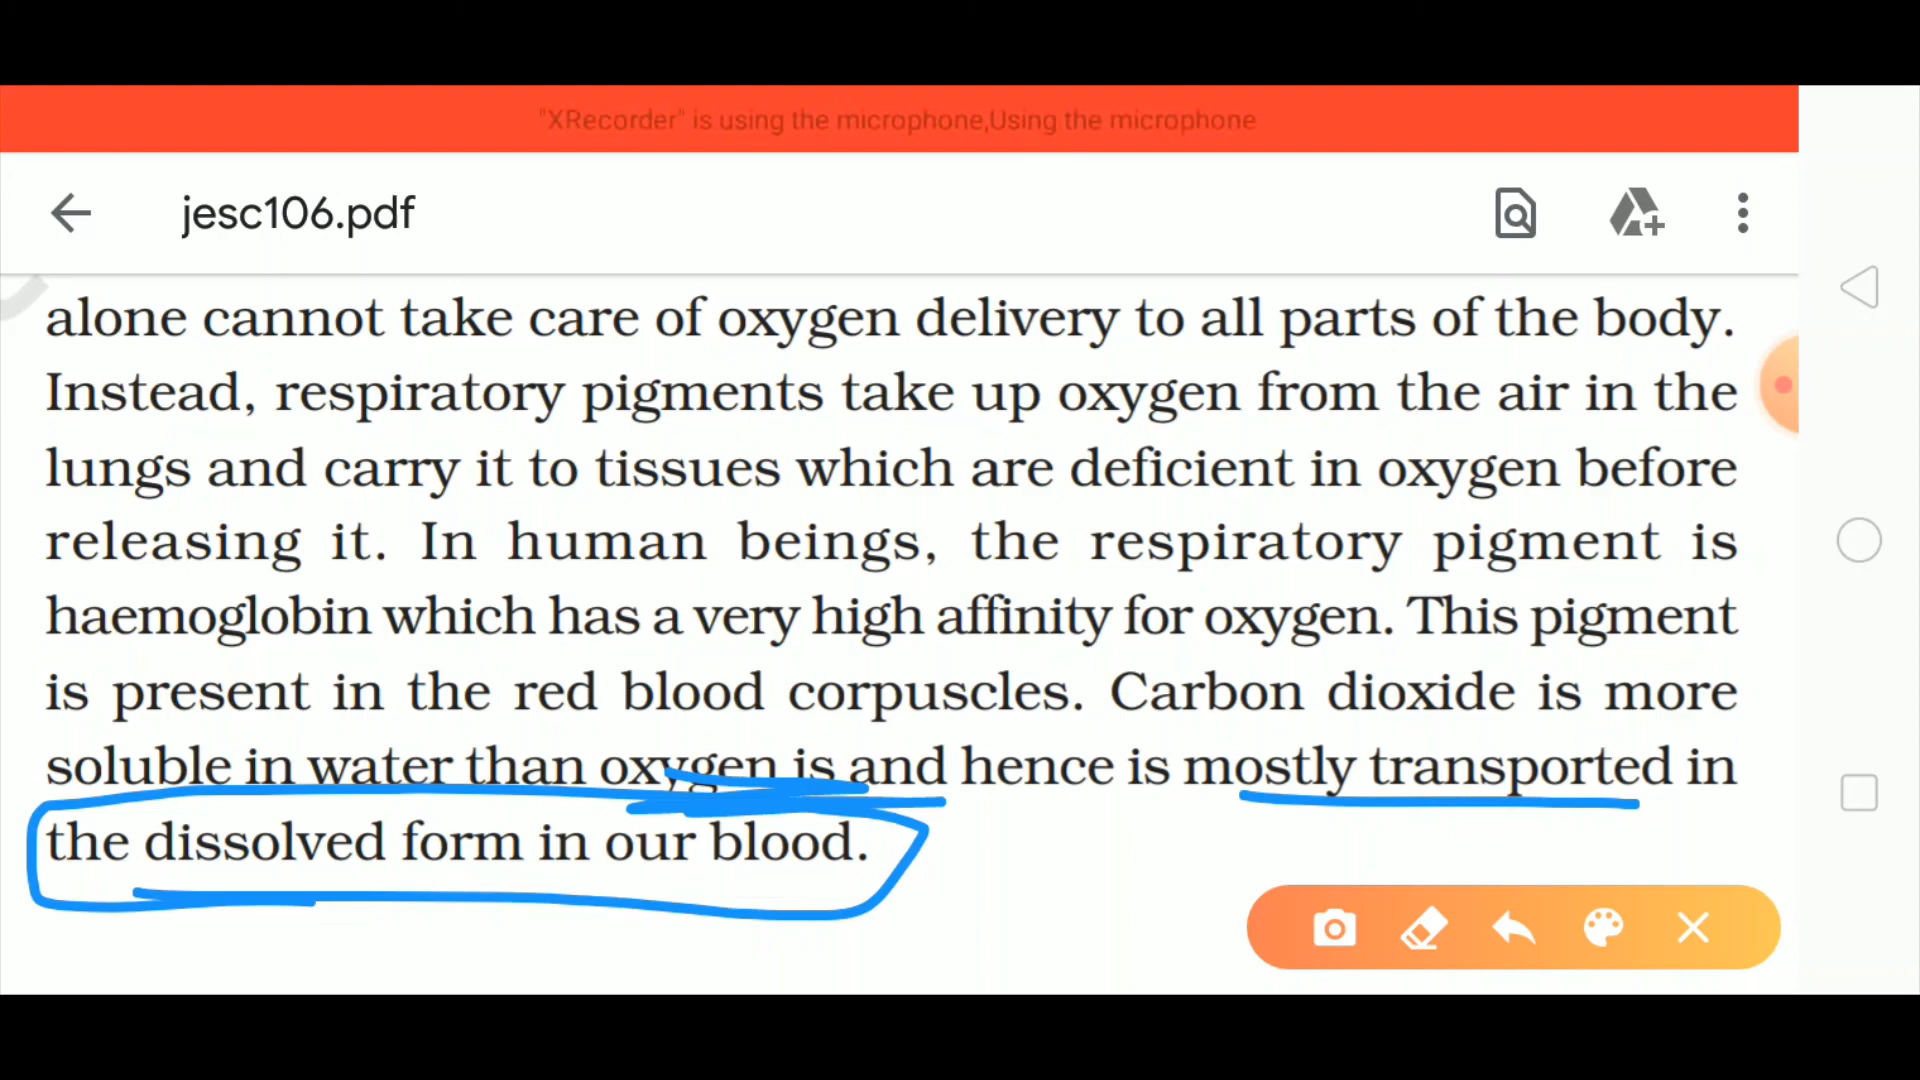 "XRecorder" is using the microphone,Using the microphone
jesc106.pdf
alone cannot take care of oxygen delivery to all parts of the body.
Instead, respiratory pigments take up oxygen from the air in the
lungs and carry it to tissues which are deficient in oxygen before
releasing it. In human beings, the respiratory pigment is
haemoglobin which has a very high affinity for oxygen. This pigment
is present in the red blood corpuscles. Carbon dioxide is more
soluble in water than oxygen is and hence is mostly transported in
the dissolved form in our blood.